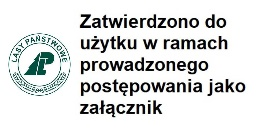 LASY PAŃSTWOWE
Zatwierdzono do
użytku w ramach
prowadzonego
postępowania jako
załącznik